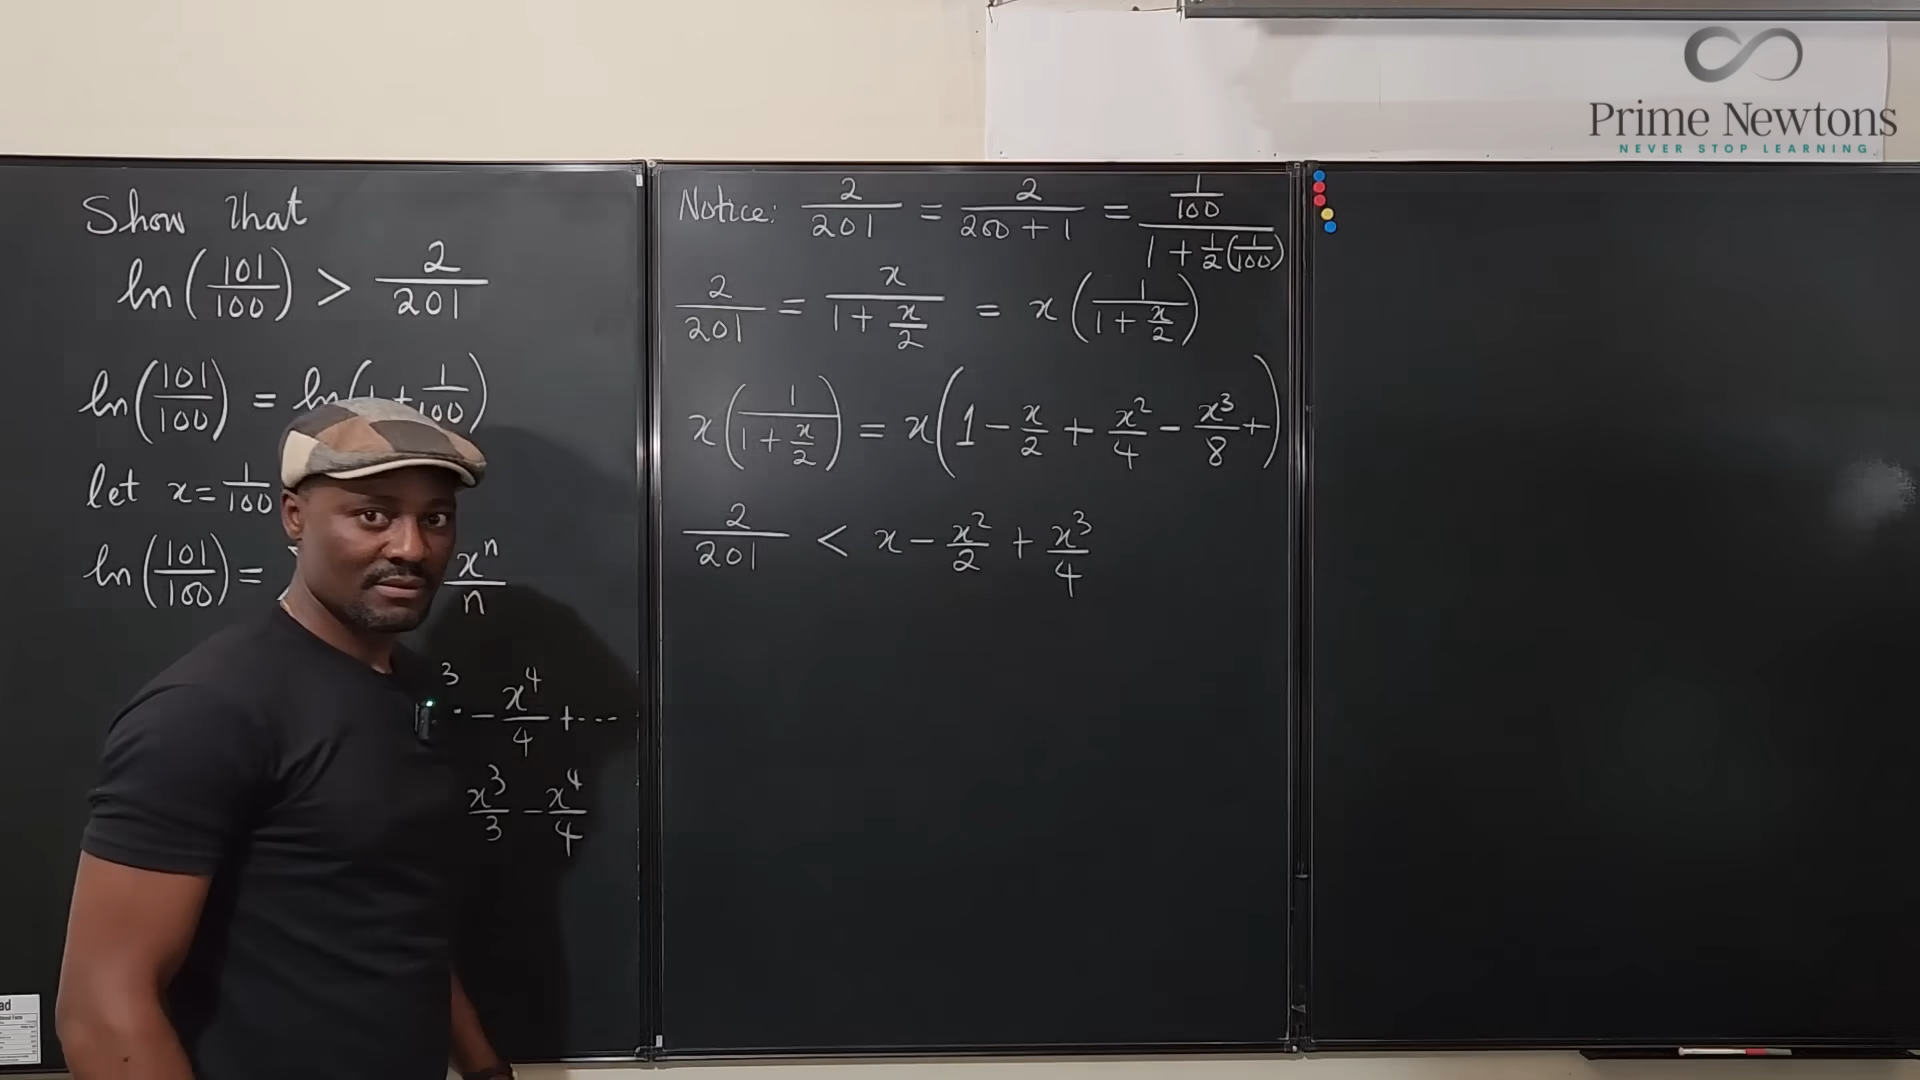 Prime Newtons
NEVER STOP LEARNING
Show that
ln(101/100) > 2/201
ln(101/100) = ln(1 + 1/100)
let x = 1/100
ln(101/100) = x^n/n
3 - x^4/4 + ...
x^3/3 - x^4/4
Notice: 2/201 = 2/(200 + 1) = (1/100)/(1 + 1/2(1/100))
2/201 = x/(1 + x/2) = x(1/(1 + x/2))
x(1/(1 + x/2)) = x(1 - x/2 + x^2/4 - x^3/8 +)
2/201 < x - x^2/2 + x^3/4
ad